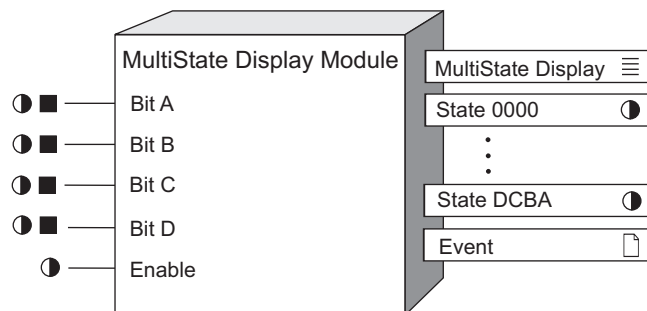 MultiState Display Module
Bit A
Bit B
Bit C
Bit D
Enable
MultiState Display
State 0000
State DCBA
Event